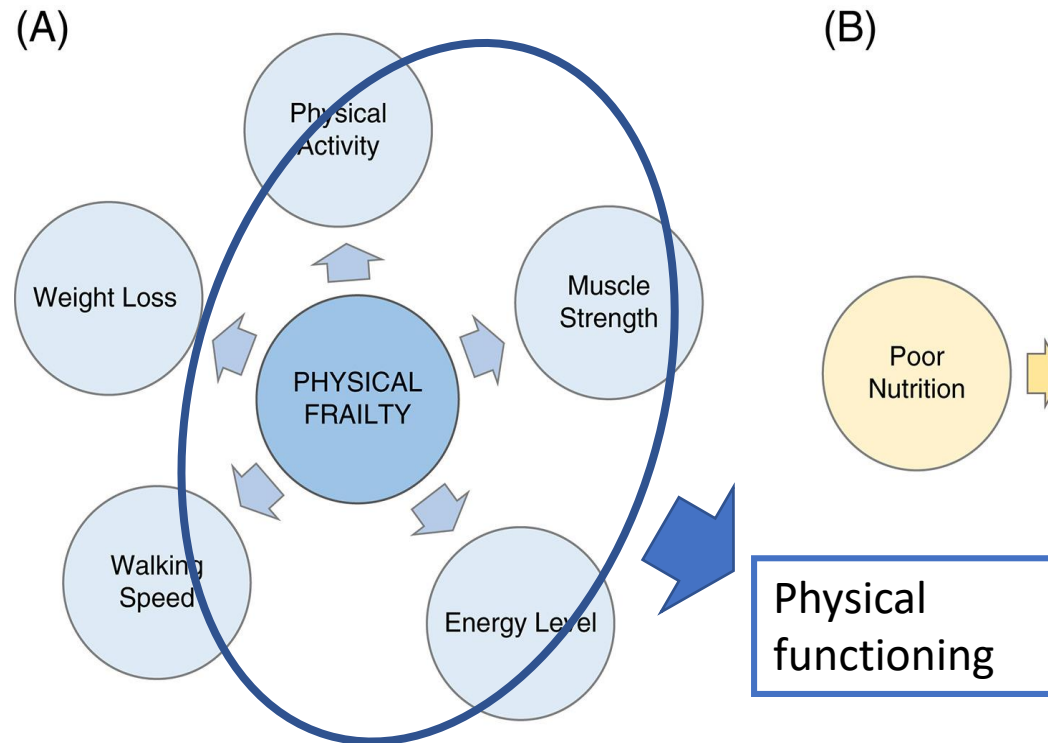 (A)
Physical
Activity
Weight Loss
Muscle
Strength
PHYSICAL
FRAILTY
Walking
Speed
Energy Level
(B)
Poor
Nutrition
Physical
functioning